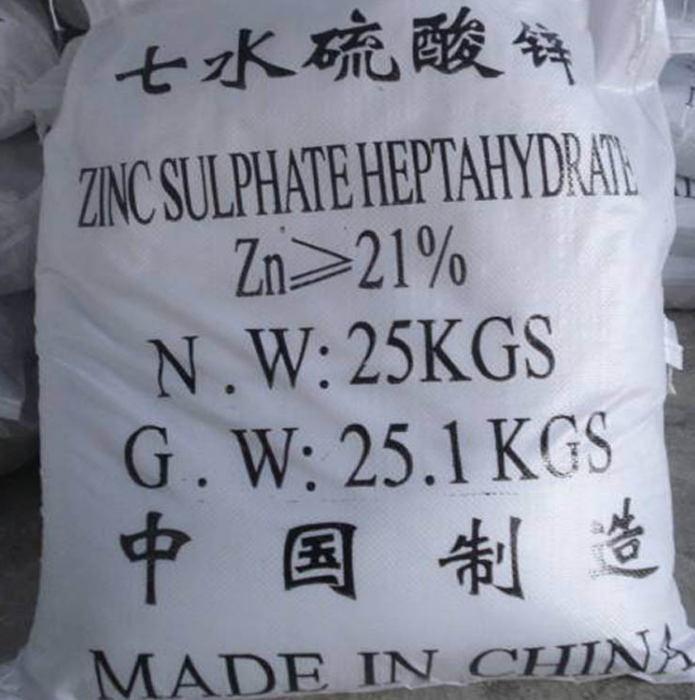 七水硫酸锌
ZINC SULPHATE HEPTAHYDRATE
Zn⩾21%
N.W:25KGS
G.W:25.1KGS
中国制造
MADE IN CHINA